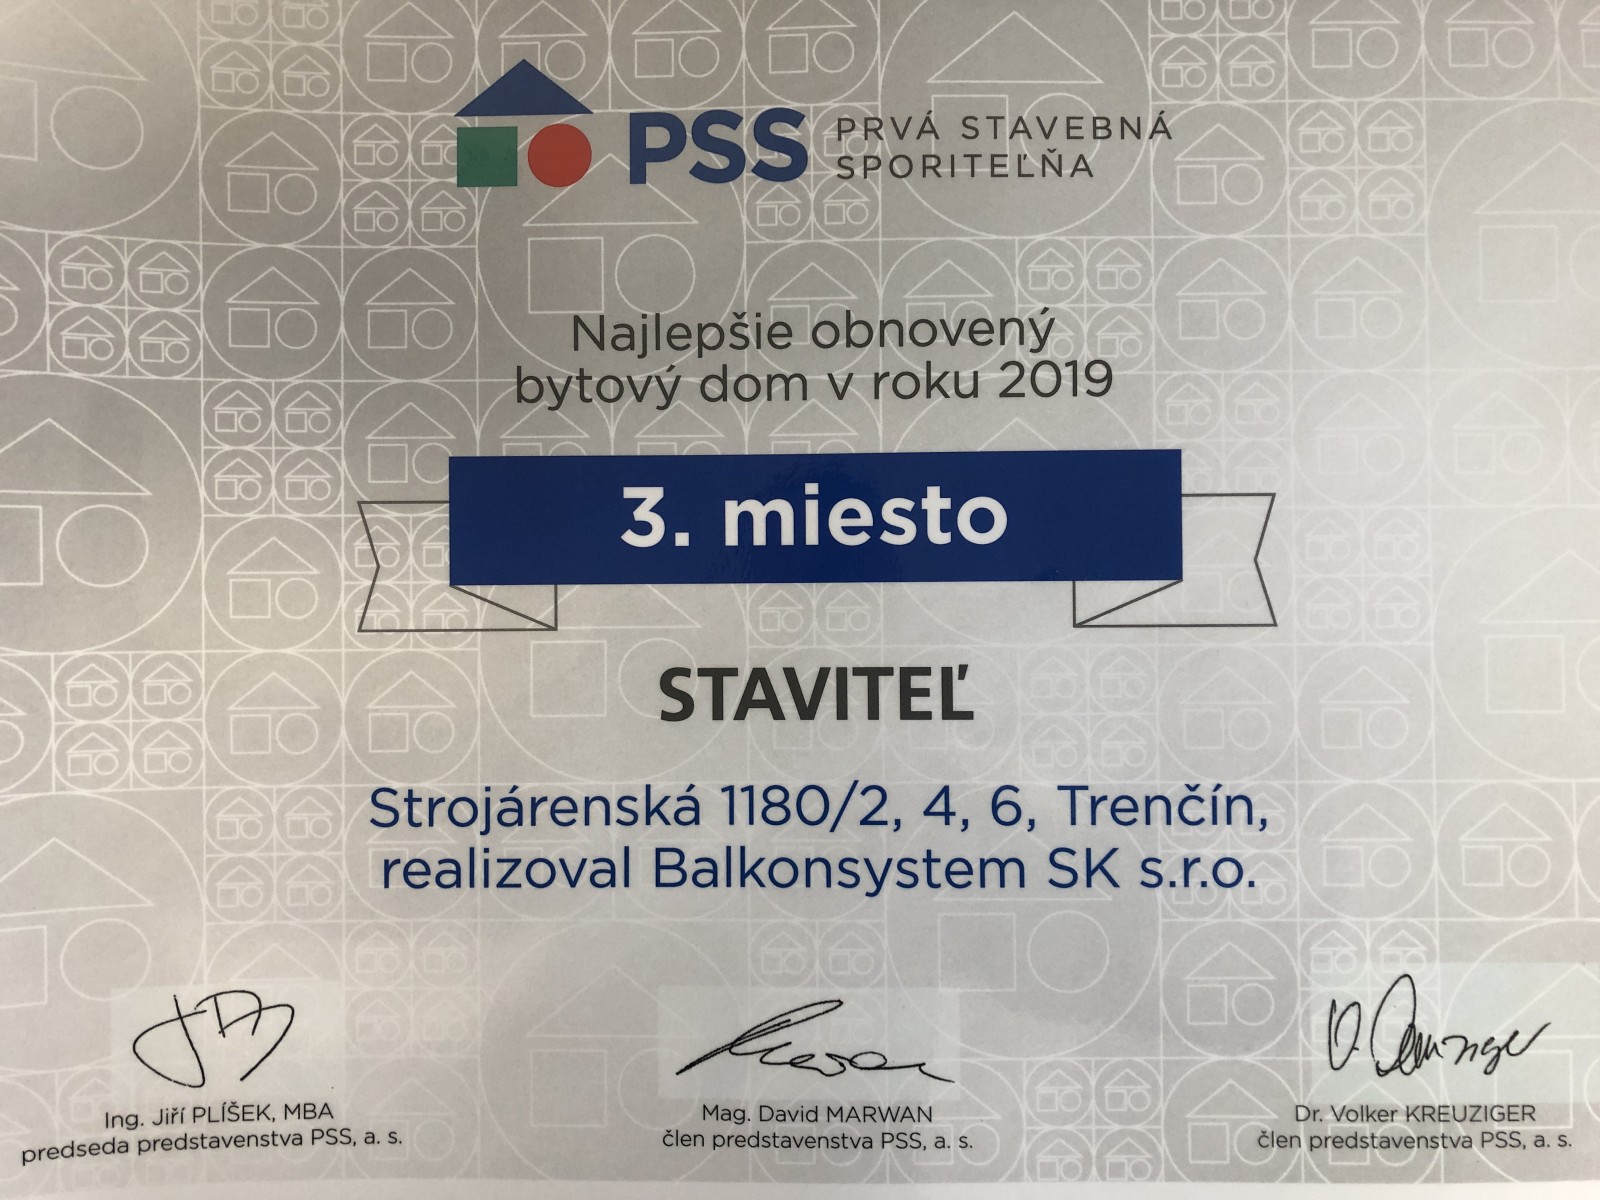 PSS PRVÁ STAVEBNÁ
SPORITEĽŇA
Najlepšie obnovený
bytový dom v roku 2019
3. miesto
STAVITEĽ
Strojárenská 1180/2, 4, 6, Trenčín,
realizoval Balkonsystem SK s.r.o.
Ing. Jiří PLÍŠEK, MBA
predseda predstavenstva PSS, a. s.
Mag. David MARWAN
člen predstavenstva PSS, a. s.
Dr. Volker KREUZIGER
člen predstavenstva PSS, a. s.